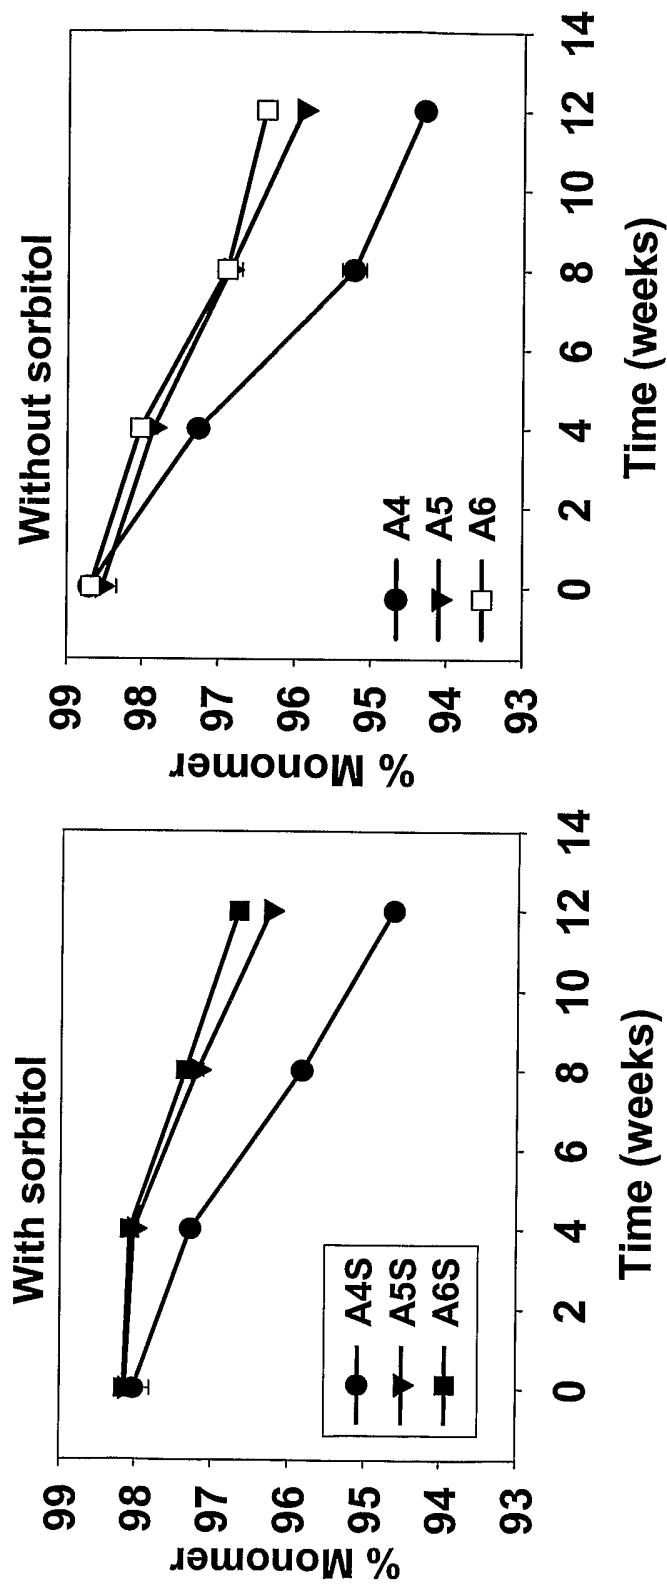 With sorbitol
% Monomer
99
98
97
96
95
94
93
A4S
A5S
A6S
0 2 4 6 8 10 12 14
Time (weeks)
Without sorbitol
% Monomer
99
98
97
96
95
94
93
A4
A5
A6
0 2 4 6 8 10 12 14
Time (weeks)